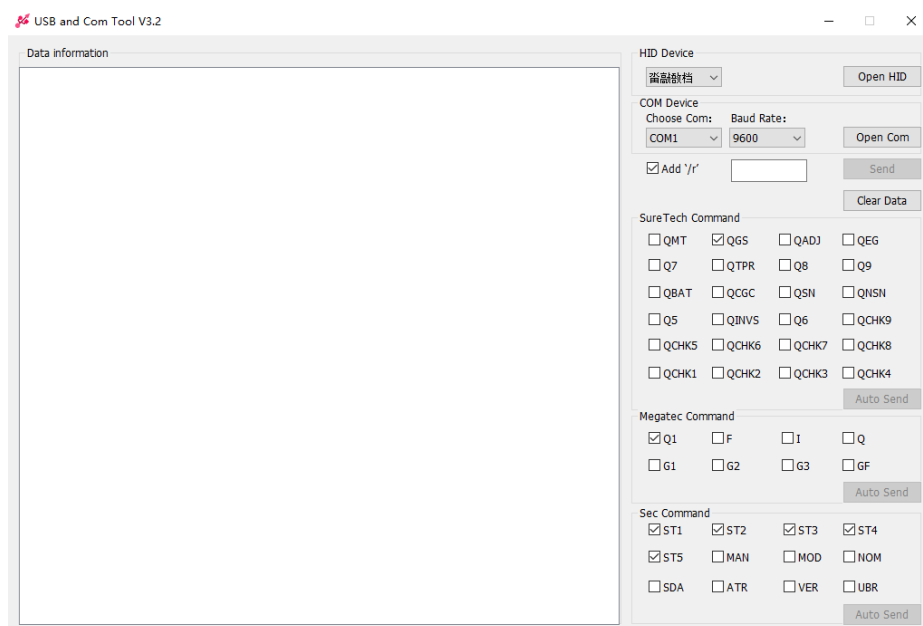 USB and Com Tool V3.2
Data information
HID Device
Open HID
COM Device
Choose Com: Baud Rate:
COM1 9600 Open Com
Add '/r' Send
Clear Data
SureTech Command
QMT QGS QADJ QEG
Q7 QTPR Q8 Q9
QBAT QCGC QSN QNSN
Q5 QINVS Q6 QCHK9
QCHK5 QCHK6 QCHK7 QCHK8
QCHK1 QCHK2 QCHK3 QCHK4
Auto Send
Megatec Command
Q1 F I Q
G1 G2 G3 GF
Auto Send
Sec Command
ST1 ST2 ST3 ST4
ST5 MAN MOD NOM
SDA ATR VER UBR
Auto Send